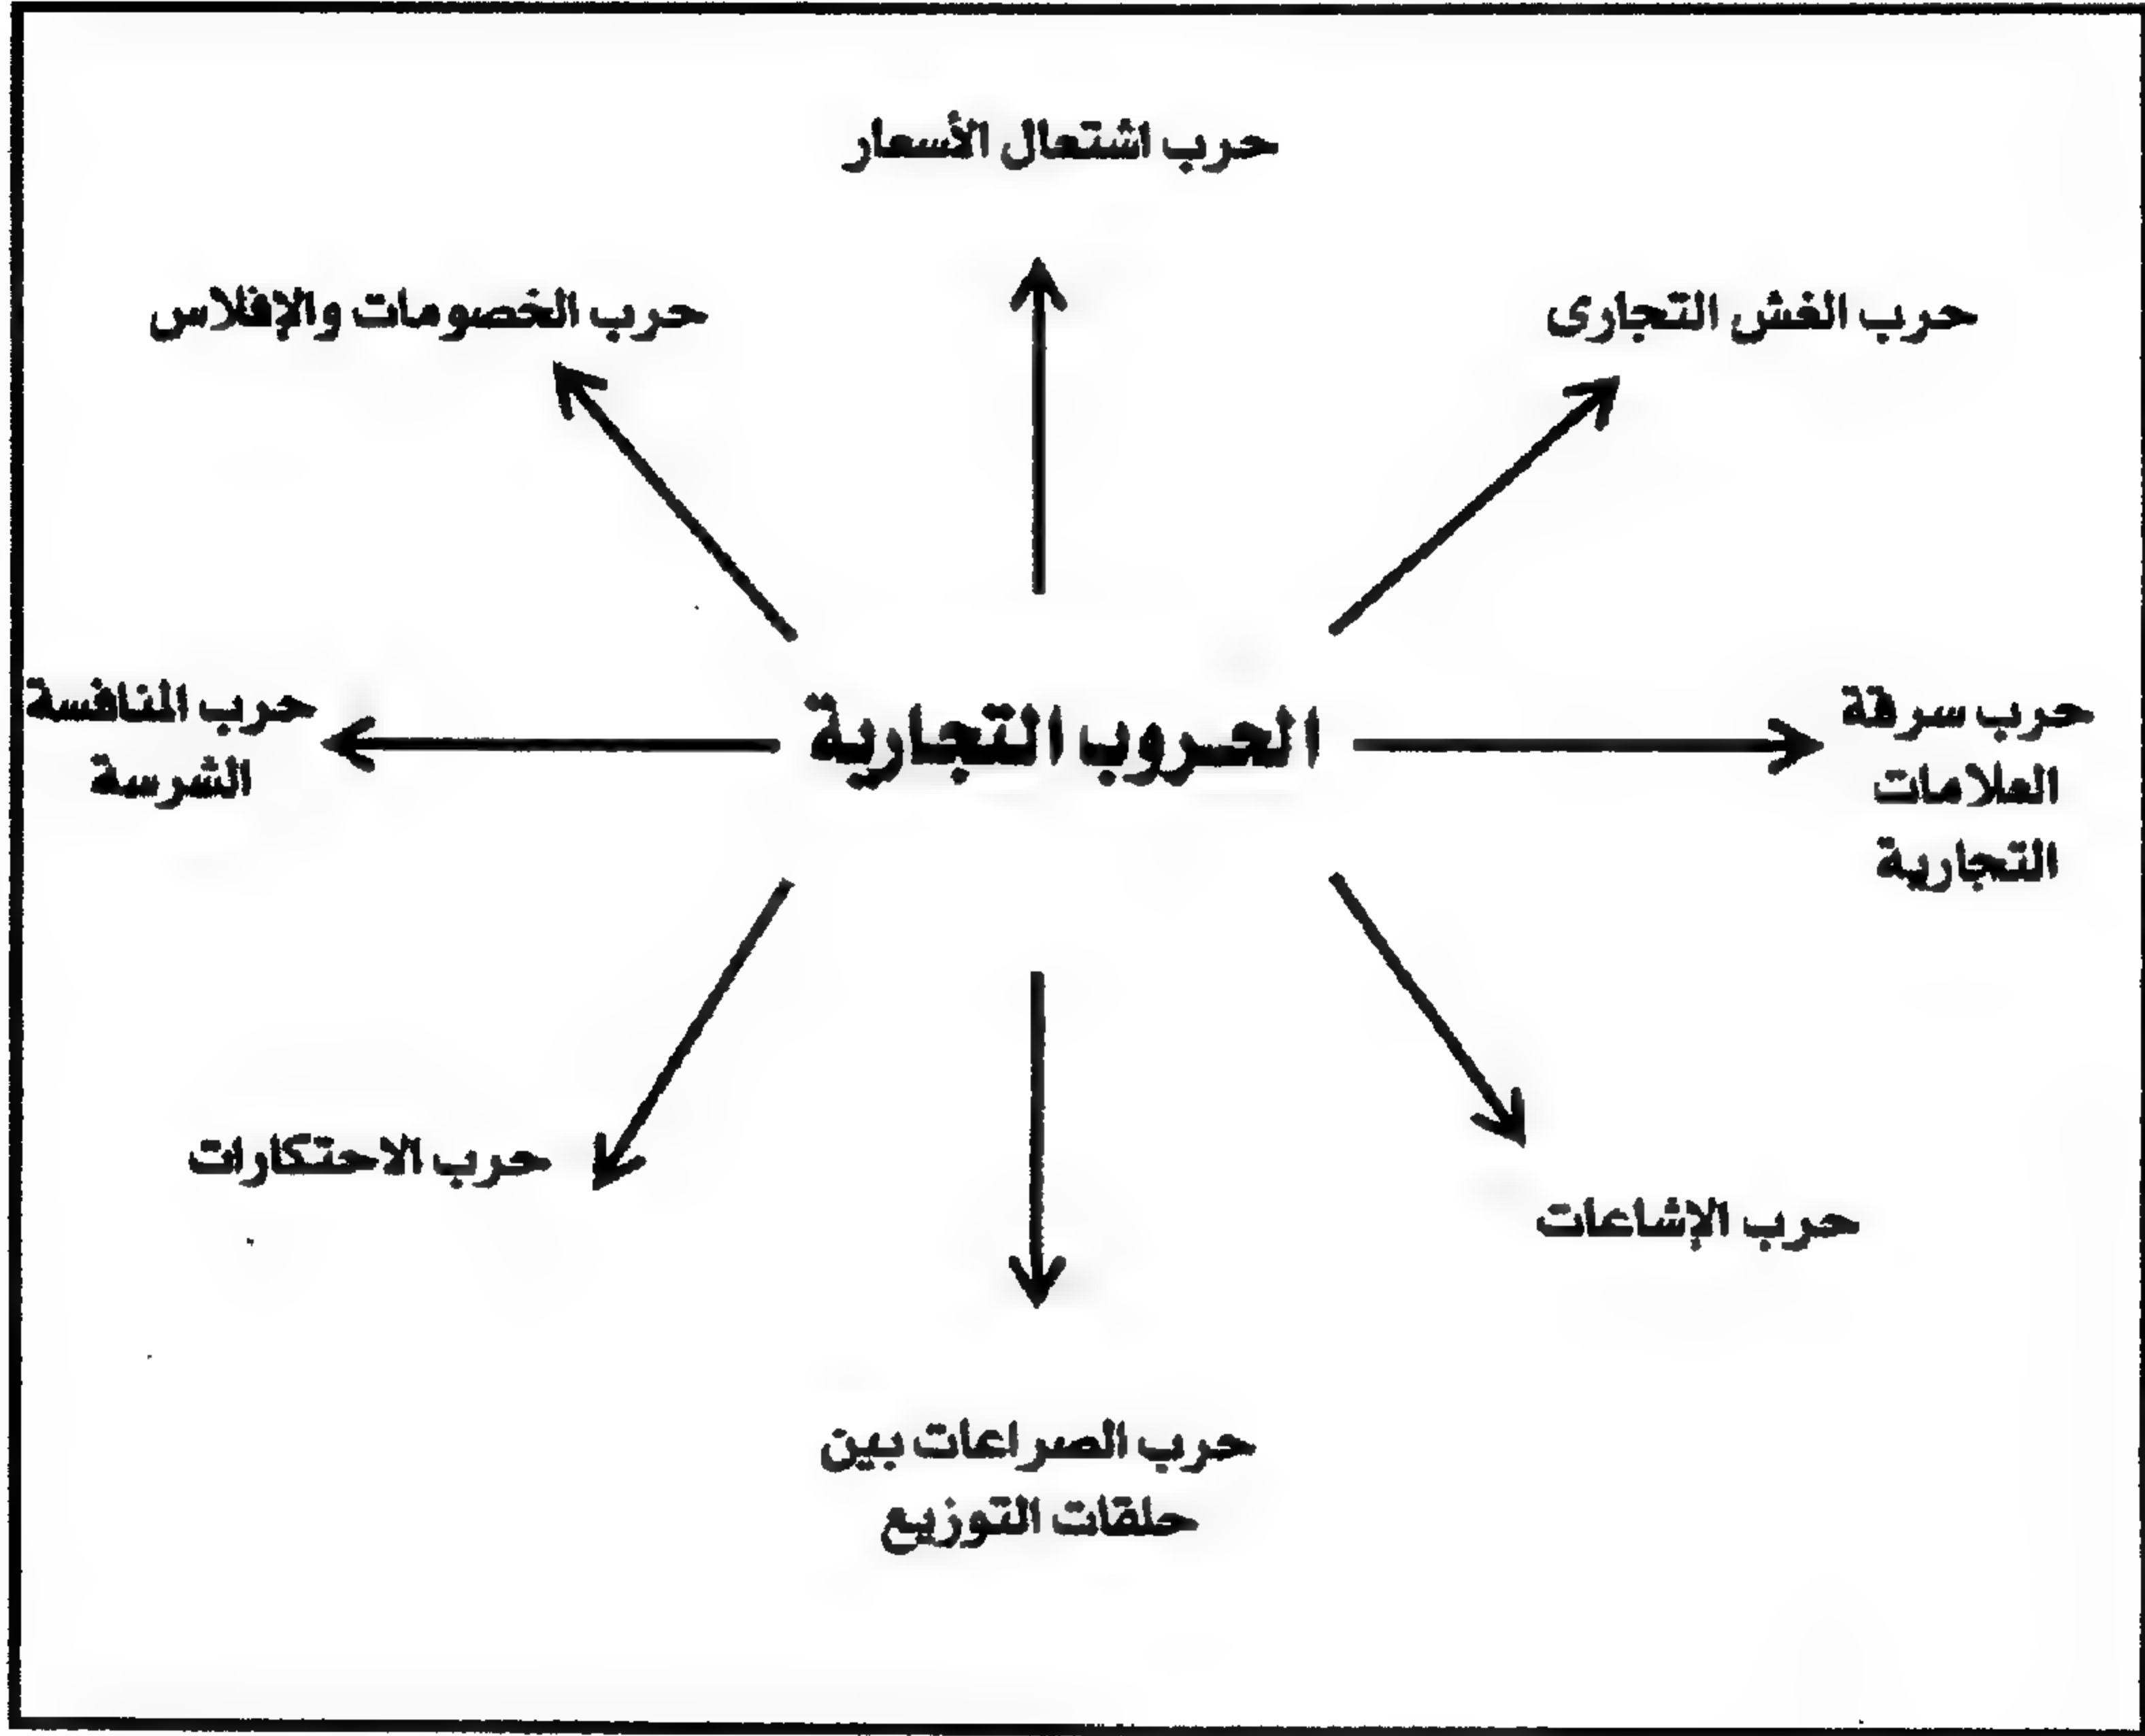 حرب اشتعال الأسعار
حرب الغش التجارى
حرب الخصومات والإفلاس
حرب سرقة
العلامات
التجارية
الحروب التجارية
حرب المنافسة
الشرسة
حرب الإشاعات
حرب الاحتكارات
حرب الصراعات بين
حلقات التوزيع